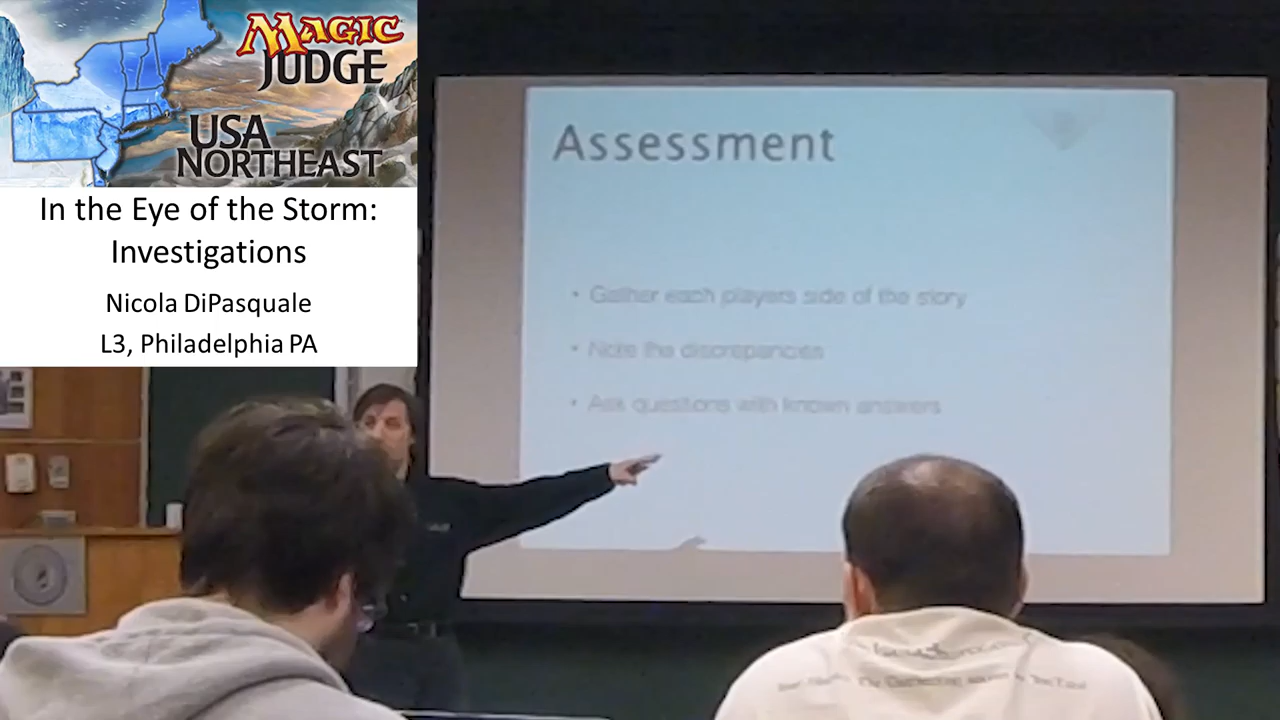 MAGIC
JUDGE
USA
NORTHEAST
In the Eye of the Storm:
Investigations
Nicola DiPasquale
L3, Philadelphia PA
Assessment
• Gather each players side of the story
• Note the discrepancies
• Ask questions with known answers